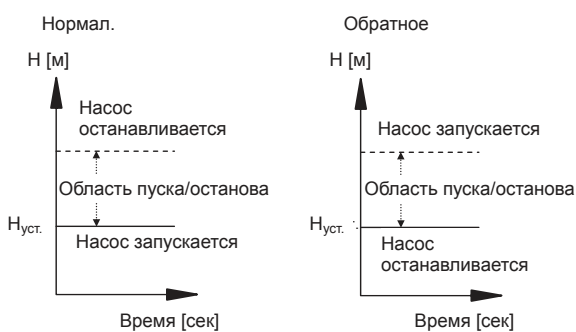 Нормал.
H [м]
Насос
останавливается
Область пуска/останова
Hуст.
Насос запускается
Время [сек]
Обратное
H [м]
Насос запускается
Область пуска/останова
Hуст.
Насос
останавливается
Время [сек]